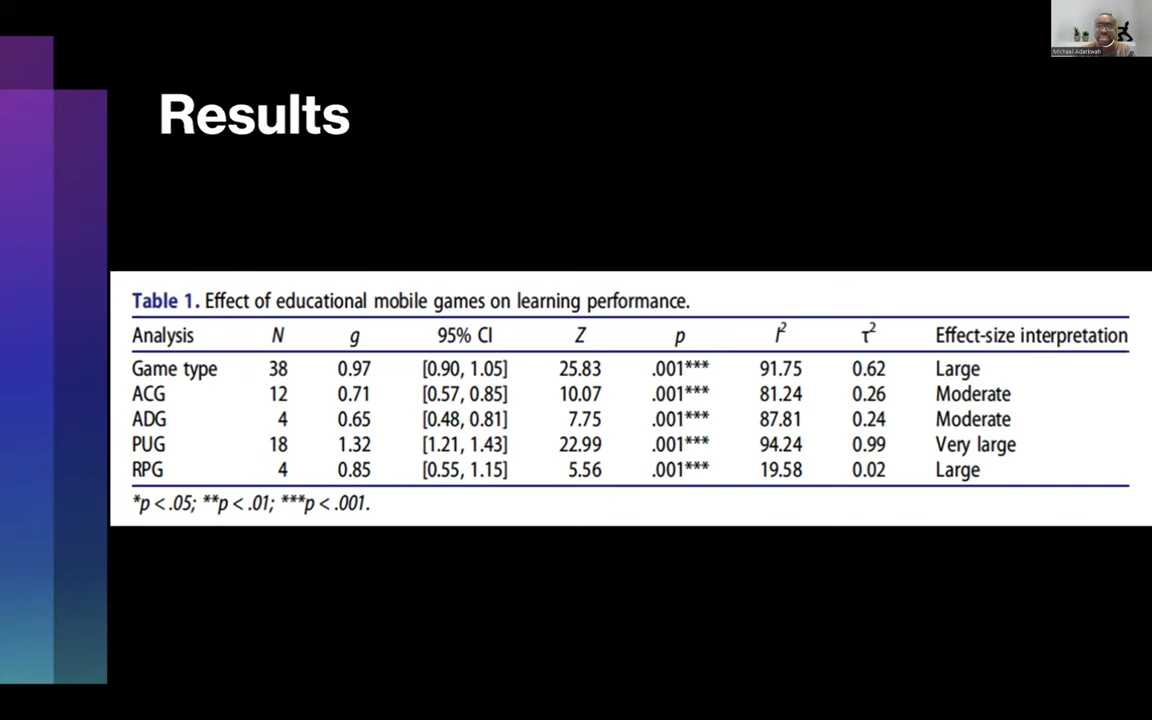 Michael Adarkwah
Results
Table 1. Effect of educational mobile games on learning performance.
Analysis N g 95% CI Z p I² τ² Effect-size interpretation
Game type 38 0.97 [0.90, 1.05] 25.83 .001*** 91.75 0.62 Large
ACG 12 0.71 [0.57, 0.85] 10.07 .001*** 81.24 0.26 Moderate
ADG 4 0.65 [0.48, 0.81] 7.75 .001*** 87.81 0.24 Moderate
PUG 18 1.32 [1.21, 1.43] 22.99 .001*** 94.24 0.99 Very large
RPG 4 0.85 [0.55, 1.15] 5.56 .001*** 19.58 0.02 Large
*p < .05; **p < .01; ***p < .001.